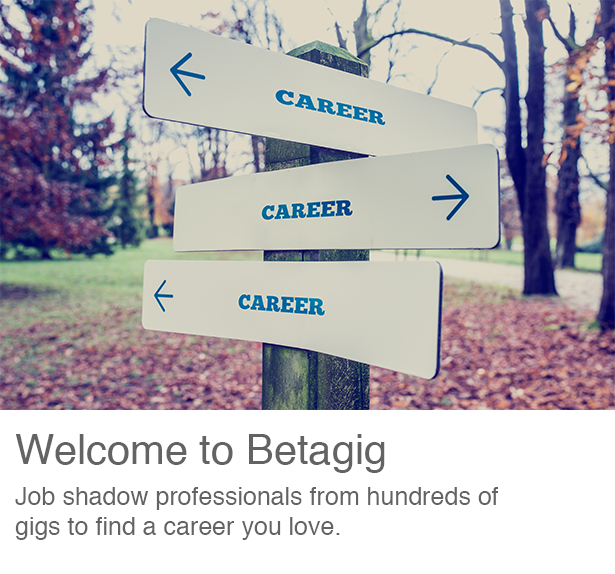 CAREER
CAREER
CAREER
Welcome to Betagig
Job shadow professionals from hundreds of
gigs to find a career you love.